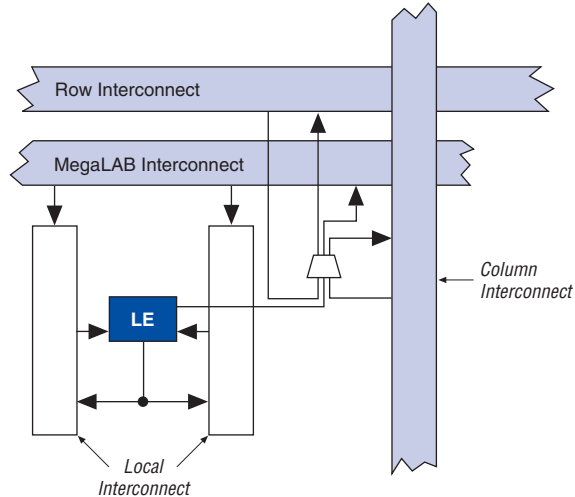 Row Interconnect
MegaLAB Interconnect
Column
Interconnect
LE
Local
Interconnect